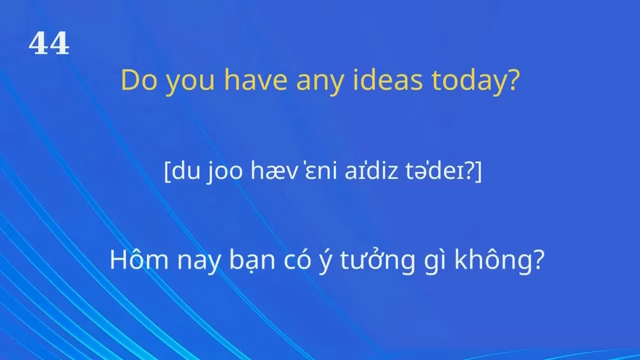 44
Do you have any ideas today?
[du joo hæv ˈɛni aɪˈdiz təˈdeɪ?]
Hôm nay bạn có ý tưởng gì không?